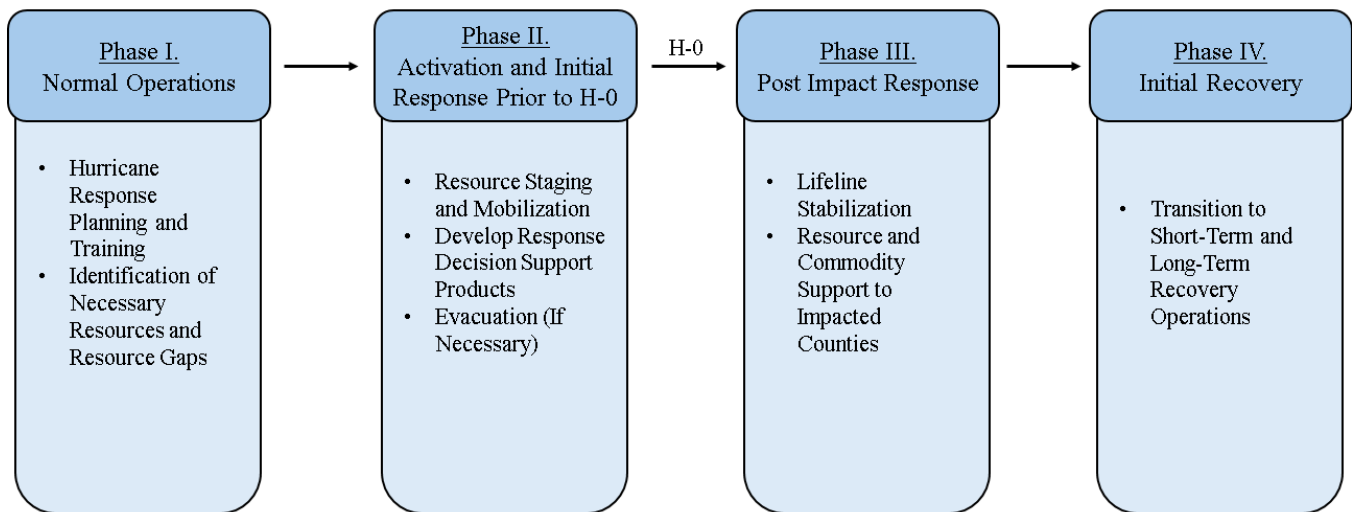 Phase I.
Normal Operations
• Hurricane
Response
Planning and
Training
• Identification of
Necessary
Resources and
Resource Gaps
Phase II.
Activation and Initial
Response Prior to H-0
• Resource Staging
and Mobilization
• Develop Response
Decision Support
Products
• Evacuation (If
Necessary)
H-0
Phase III.
Post Impact Response
• Lifeline
Stabilization
• Resource and
Commodity
Support to
Impacted
Counties
Phase IV.
Initial Recovery
• Transition to
Short-Term and
Long-Term
Recovery
Operations